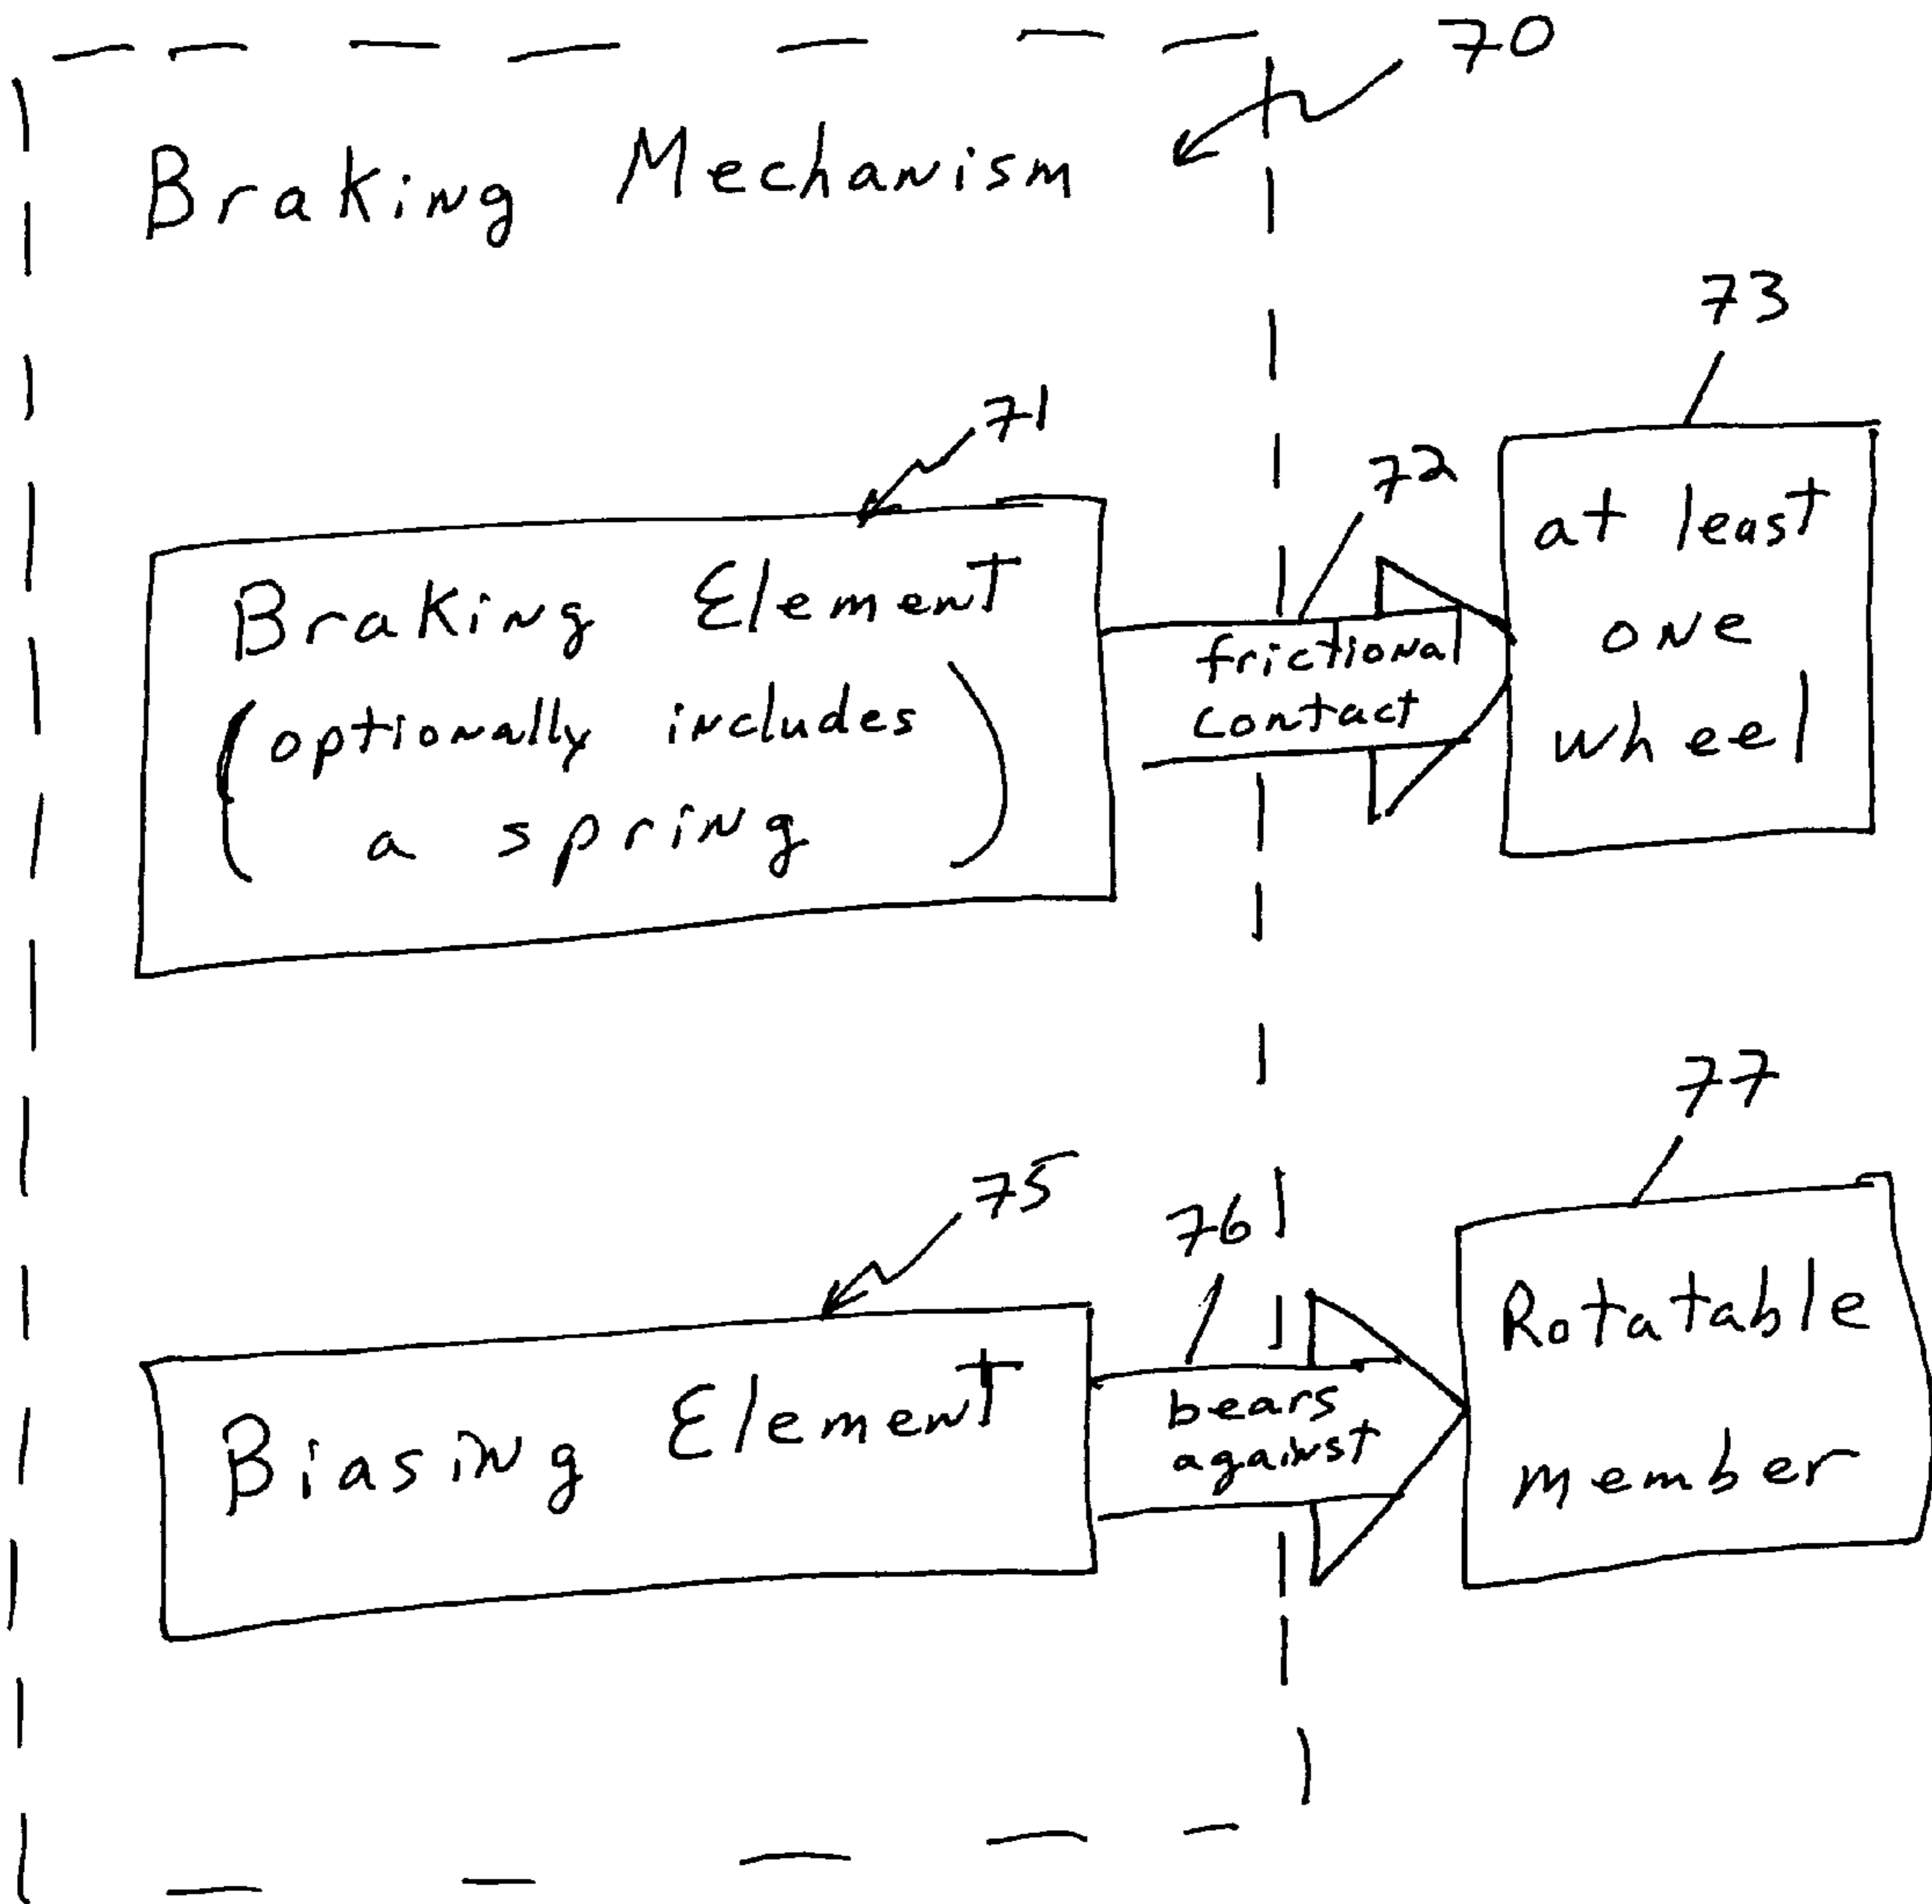 70
Braking Mechanism
73
71
72
Braking Element
(optionally includes
a spring)
frictional
contact
at least
one
wheel
77
75
76
Biasing Element
bears
against
Rotatable
member